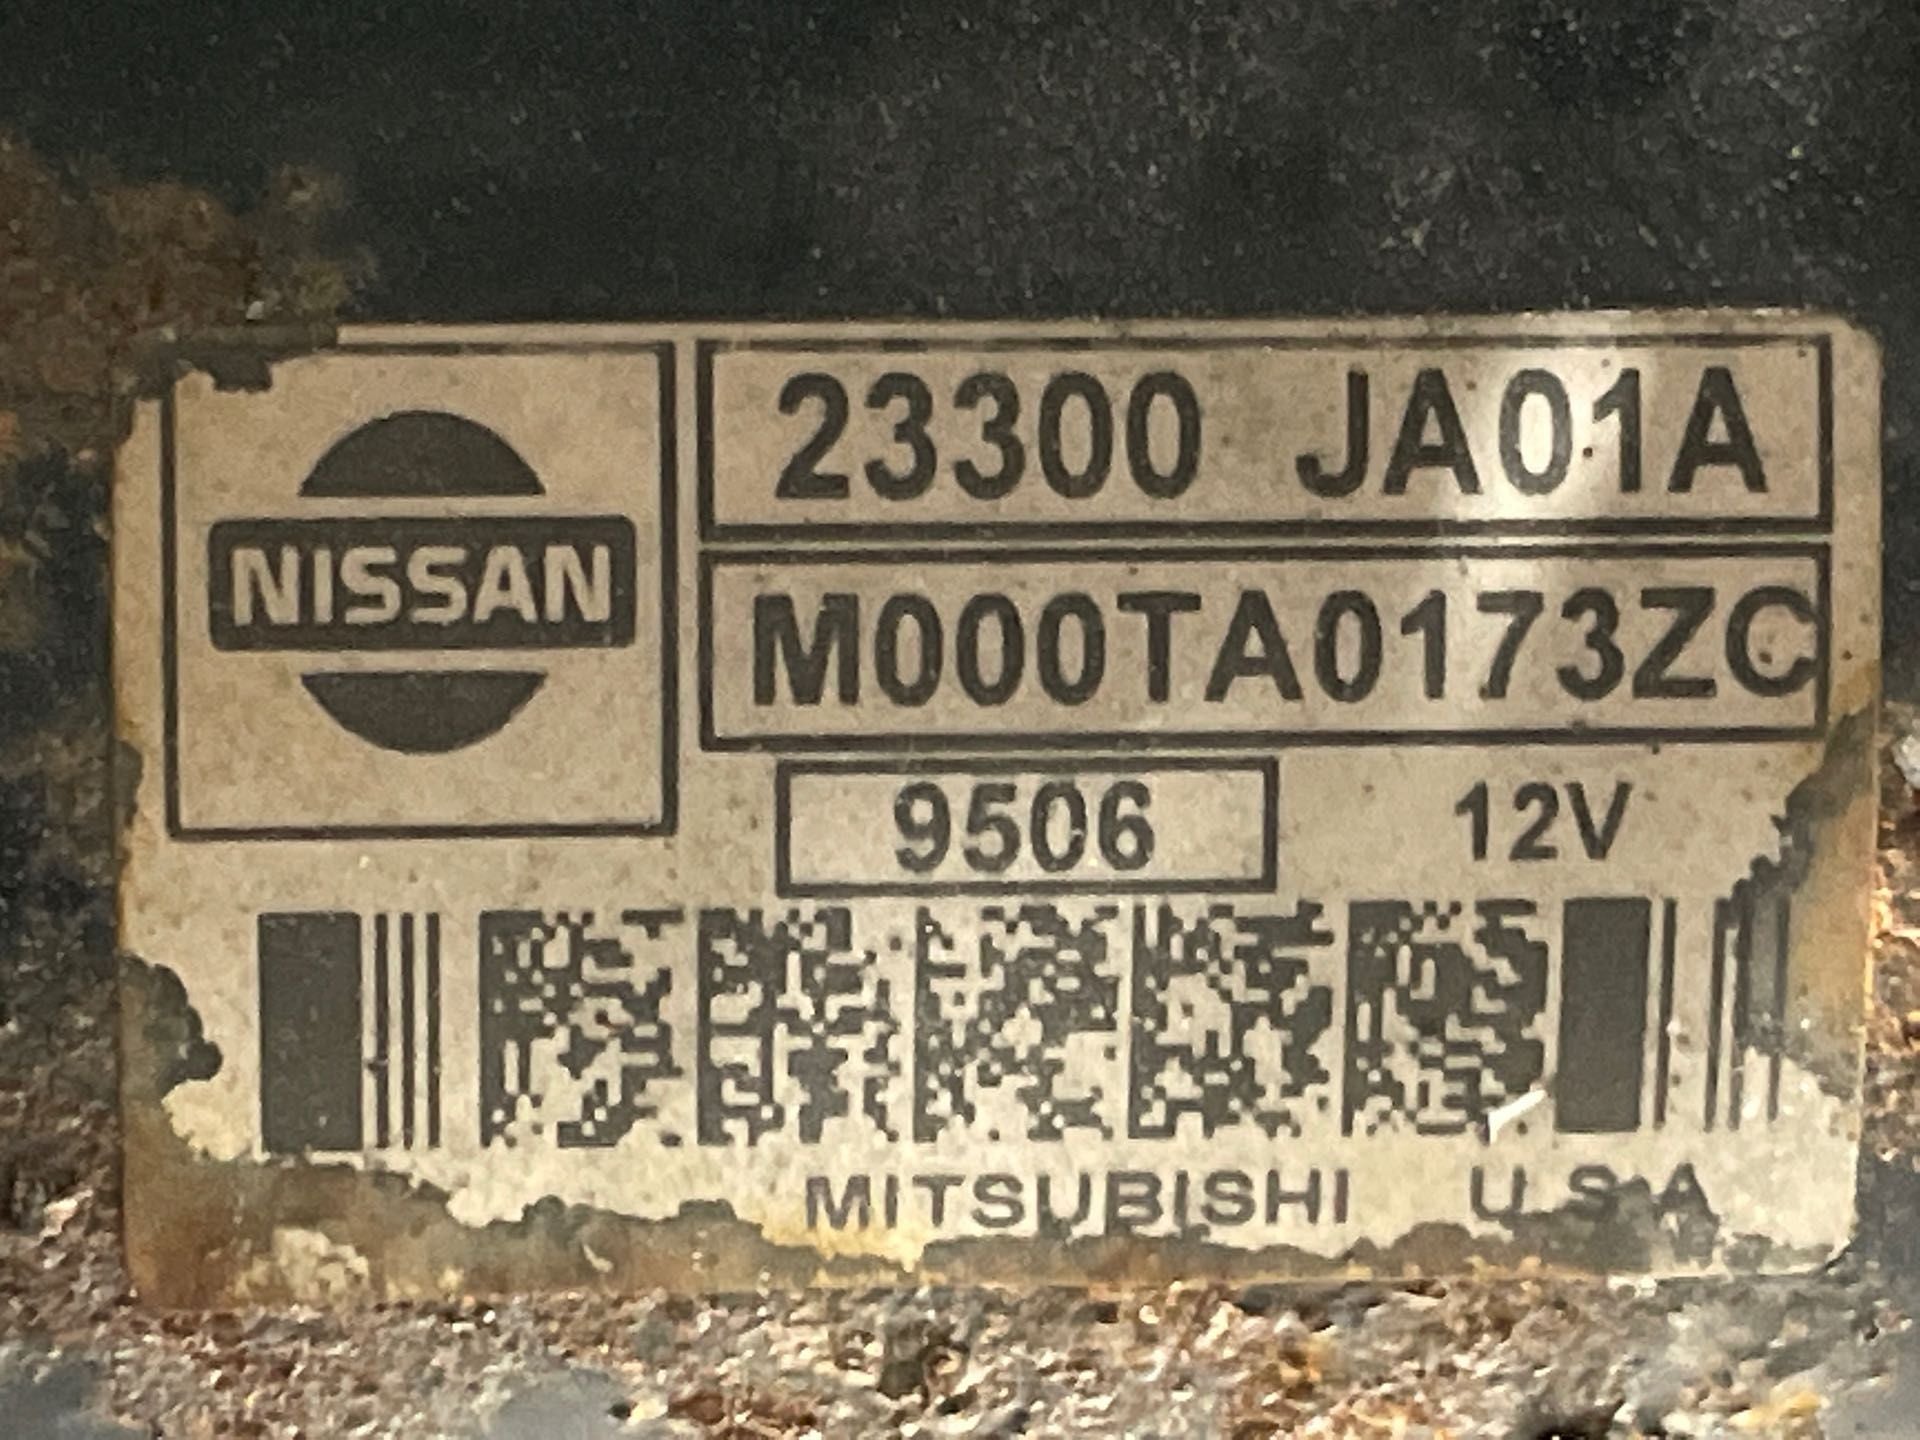 NISSAN
23300 JA01A
M000TA0173ZC
9506
12V
MITSUBISHI U.S.A